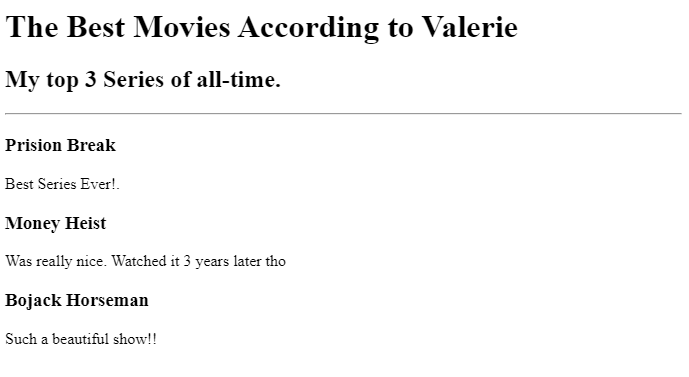 The Best Movies According to Valerie
My top 3 Series of all-time.
Prision Break
Best Series Ever!.
Money Heist
Was really nice. Watched it 3 years later tho
Bojack Horseman
Such a beautiful show!!